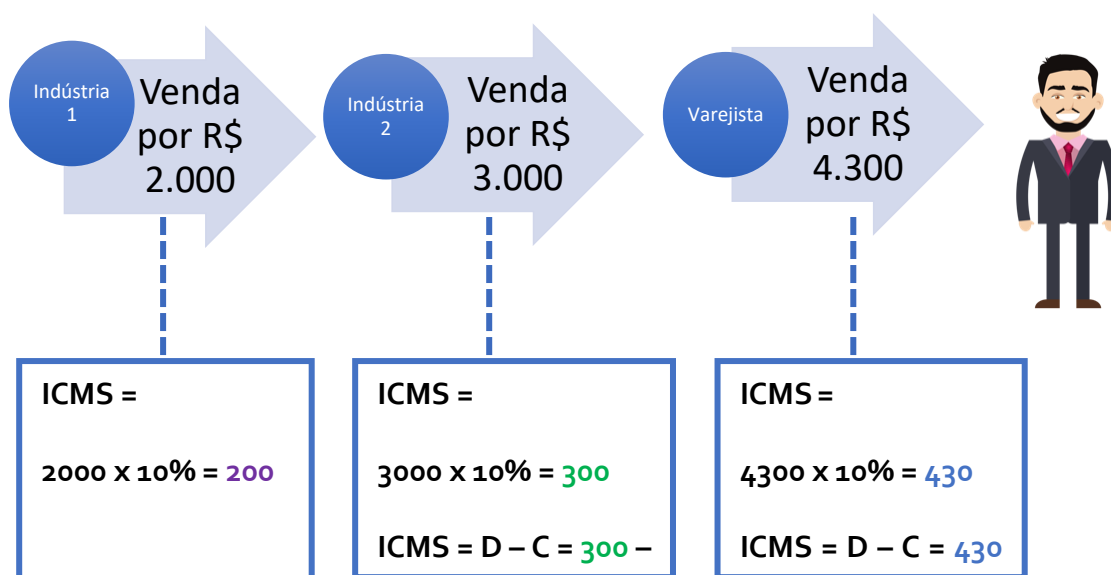 Indústria
1
Venda
por R$
2.000
Indústria
2
Venda
por R$
3.000
Varejista
Venda
por R$
4.300
ICMS =
2000 x 10% = 200
ICMS =
3000 x 10% = 300
ICMS = D – C = 300 –
ICMS =
4300 x 10% = 430
ICMS = D – C = 430